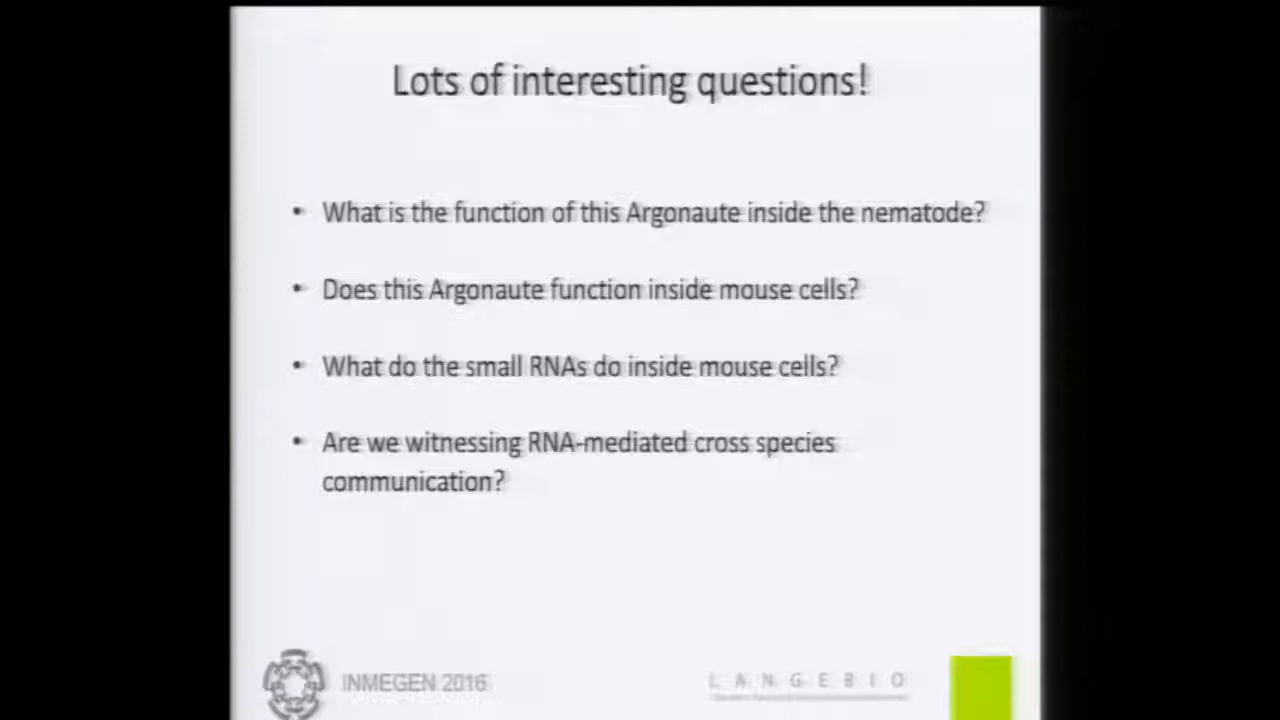 Lots of interesting questions!
• What is the function of this Argonaute inside the nematode?
• Does this Argonaute function inside mouse cells?
• What do the small RNAs do inside mouse cells?
• Are we witnessing RNA-mediated cross species
communication?
INMEGEN 2016
LANGEBIO